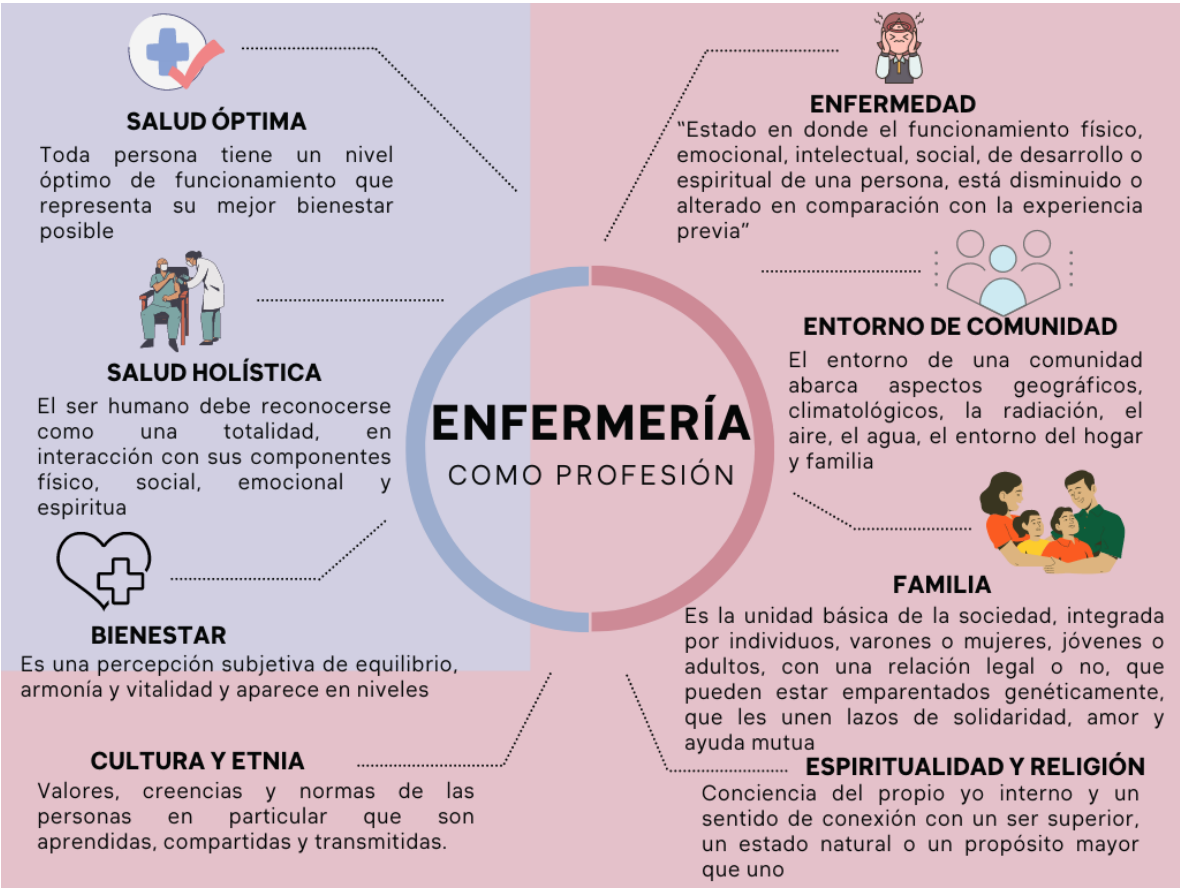 SALUD ÓPTIMA
Toda persona tiene un nivel
óptimo de funcionamiento que
representa su mejor bienestar
posible
SALUD HOLÍSTICA
El ser humano debe reconocerse
como una totalidad, en
interacción con sus componentes
físico, social, emocional y
espiritua
BIENESTAR
Es una percepción subjetiva de equilibrio,
armonía y vitalidad y aparece en niveles
CULTURA Y ETNIA
Valores, creencias y normas de las
personas en particular que son
aprendidas, compartidas y transmitidas.
ENFERMERÍA
COMO PROFESIÓN
ENFERMEDAD
“Estado en donde el funcionamiento físico,
emocional, intelectual, social, de desarrollo o
espiritual de una persona, está disminuido o
alterado en comparación con la experiencia
previa”
ENTORNO DE COMUNIDAD
El entorno de una comunidad
abarca aspectos geográficos,
climatológicos, la radiación, el
aire, el agua, el entorno del hogar
y familia
FAMILIA
Es la unidad básica de la sociedad, integrada
por individuos, varones o mujeres, jóvenes o
adultos, con una relación legal o no, que
pueden estar emparentados genéticamente,
que les unen lazos de solidaridad, amor y
ayuda mutua
ESPIRITUALIDAD Y RELIGIÓN
Conciencia del propio yo interno y un
sentido de conexión con un ser superior,
un estado natural o un propósito mayor
que uno